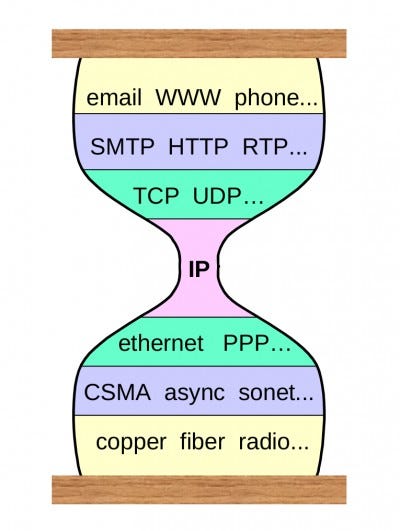 email WWW phone...
SMTP HTTP RTP...
TCP UDP...
IP
ethernet PPP...
CSMA async sonet...
copper fiber radio...